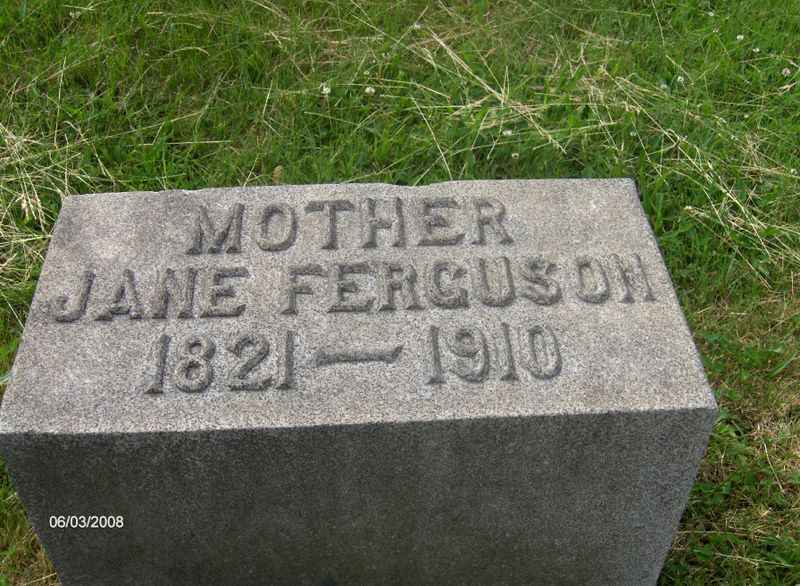 MOTHER
JANE FERGUSON
1821 — 1910
06/03/2008